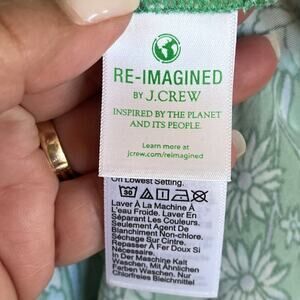 RE-IMAGINED
BY J.CREW
INSPIRED BY THE PLANET
AND ITS PEOPLE.
Learn more at
jcrew.com/reimagined
On Lowest Setting.
30
Laver À La Machine À
L'eau Froide. Laver En
Séparant Les Couleurs.
Seulement Agent De
Blanchiment Non-chlore.
Séchage Sur Cintre.
Repasser À Fer Doux Si
Nécessaire.
In Der Maschine Kalt
Waschen, Mit Ähnlichen
Farben Waschen. Nur
Chlorfreies Bleichmittel